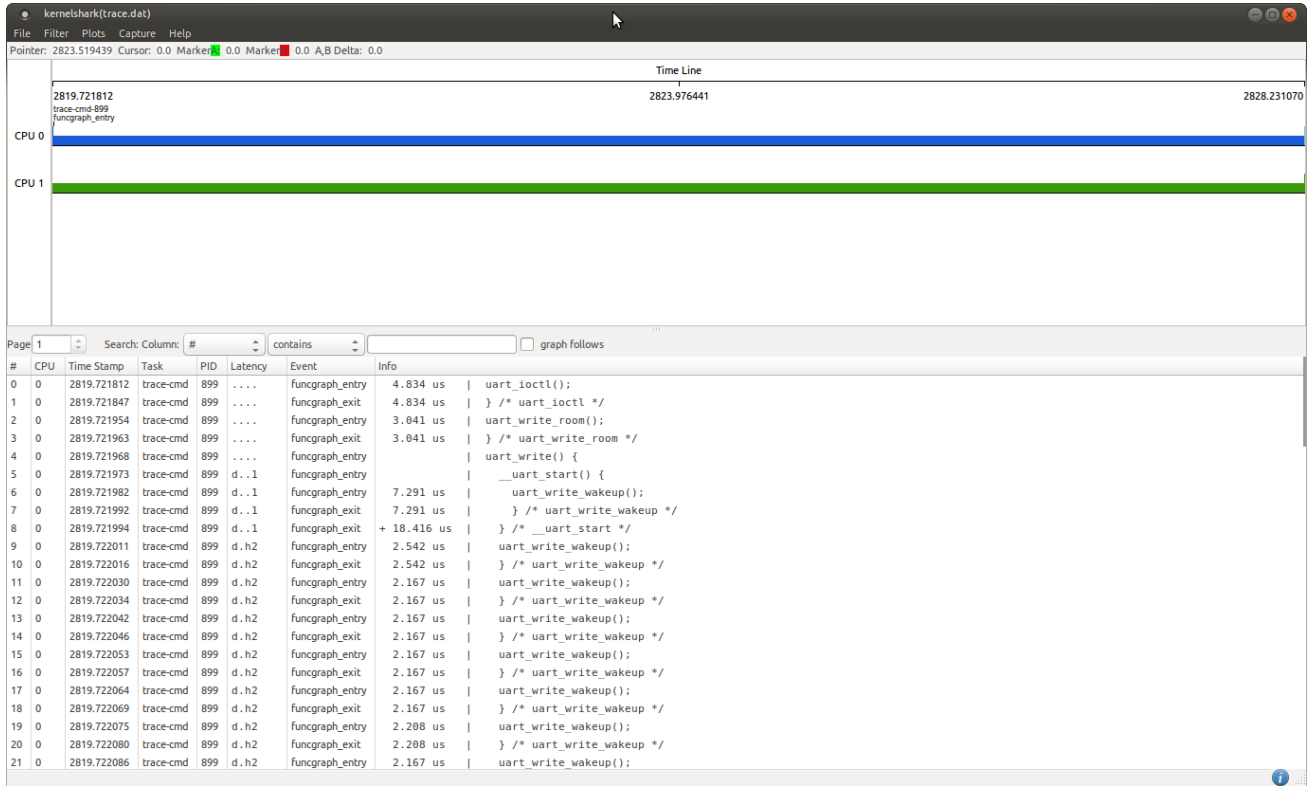 kernelshark(trace.dat)
File Filter Plots Capture Help
Pointer: 2823.519439 Cursor: 0.0 MarkerA: 0.0 Marker 0.0 A,B Delta: 0.0
Time Line
2819.721812 2823.976441 2828.231070
trace-cmd-899
funcgraph_entry
CPU 0
CPU 1
Page 1 Search: Column: # contains graph follows
# CPU Time Stamp Task PID Latency Event Info
0 0 2819.721812 trace-cmd 899 .... funcgraph_entry 4.834 us | uart_ioctl();
1 0 2819.721847 trace-cmd 899 .... funcgraph_exit 4.834 us | } /* uart_ioctl */
2 0 2819.721954 trace-cmd 899 .... funcgraph_entry 3.041 us | uart_write_room();
3 0 2819.721963 trace-cmd 899 .... funcgraph_exit 3.041 us | } /* uart_write_room */
4 0 2819.721968 trace-cmd 899 .... funcgraph_entry | uart_write() {
5 0 2819.721973 trace-cmd 899 d..1 funcgraph_entry | __uart_start() {
6 0 2819.721982 trace-cmd 899 d..1 funcgraph_entry 7.291 us | uart_write_wakeup();
7 0 2819.721992 trace-cmd 899 d..1 funcgraph_exit 7.291 us | } /* uart_write_wakeup */
8 0 2819.721994 trace-cmd 899 d..1 funcgraph_exit + 18.416 us | } /* __uart_start */
9 0 2819.722011 trace-cmd 899 d.h2 funcgraph_entry 2.542 us | uart_write_wakeup();
10 0 2819.722016 trace-cmd 899 d.h2 funcgraph_exit 2.542 us | } /* uart_write_wakeup */
11 0 2819.722030 trace-cmd 899 d.h2 funcgraph_entry 2.167 us | uart_write_wakeup();
12 0 2819.722034 trace-cmd 899 d.h2 funcgraph_exit 2.167 us | } /* uart_write_wakeup */
13 0 2819.722042 trace-cmd 899 d.h2 funcgraph_entry 2.167 us | uart_write_wakeup();
14 0 2819.722046 trace-cmd 899 d.h2 funcgraph_exit 2.167 us | } /* uart_write_wakeup */
15 0 2819.722053 trace-cmd 899 d.h2 funcgraph_entry 2.167 us | uart_write_wakeup();
16 0 2819.722057 trace-cmd 899 d.h2 funcgraph_exit 2.167 us | } /* uart_write_wakeup */
17 0 2819.722064 trace-cmd 899 d.h2 funcgraph_entry 2.167 us | uart_write_wakeup();
18 0 2819.722069 trace-cmd 899 d.h2 funcgraph_exit 2.167 us | } /* uart_write_wakeup */
19 0 2819.722075 trace-cmd 899 d.h2 funcgraph_entry 2.208 us | uart_write_wakeup();
20 0 2819.722080 trace-cmd 899 d.h2 funcgraph_exit 2.208 us | } /* uart_write_wakeup */
21 0 2819.722086 trace-cmd 899 d.h2 funcgraph_entry 2.167 us | uart_write_wakeup();